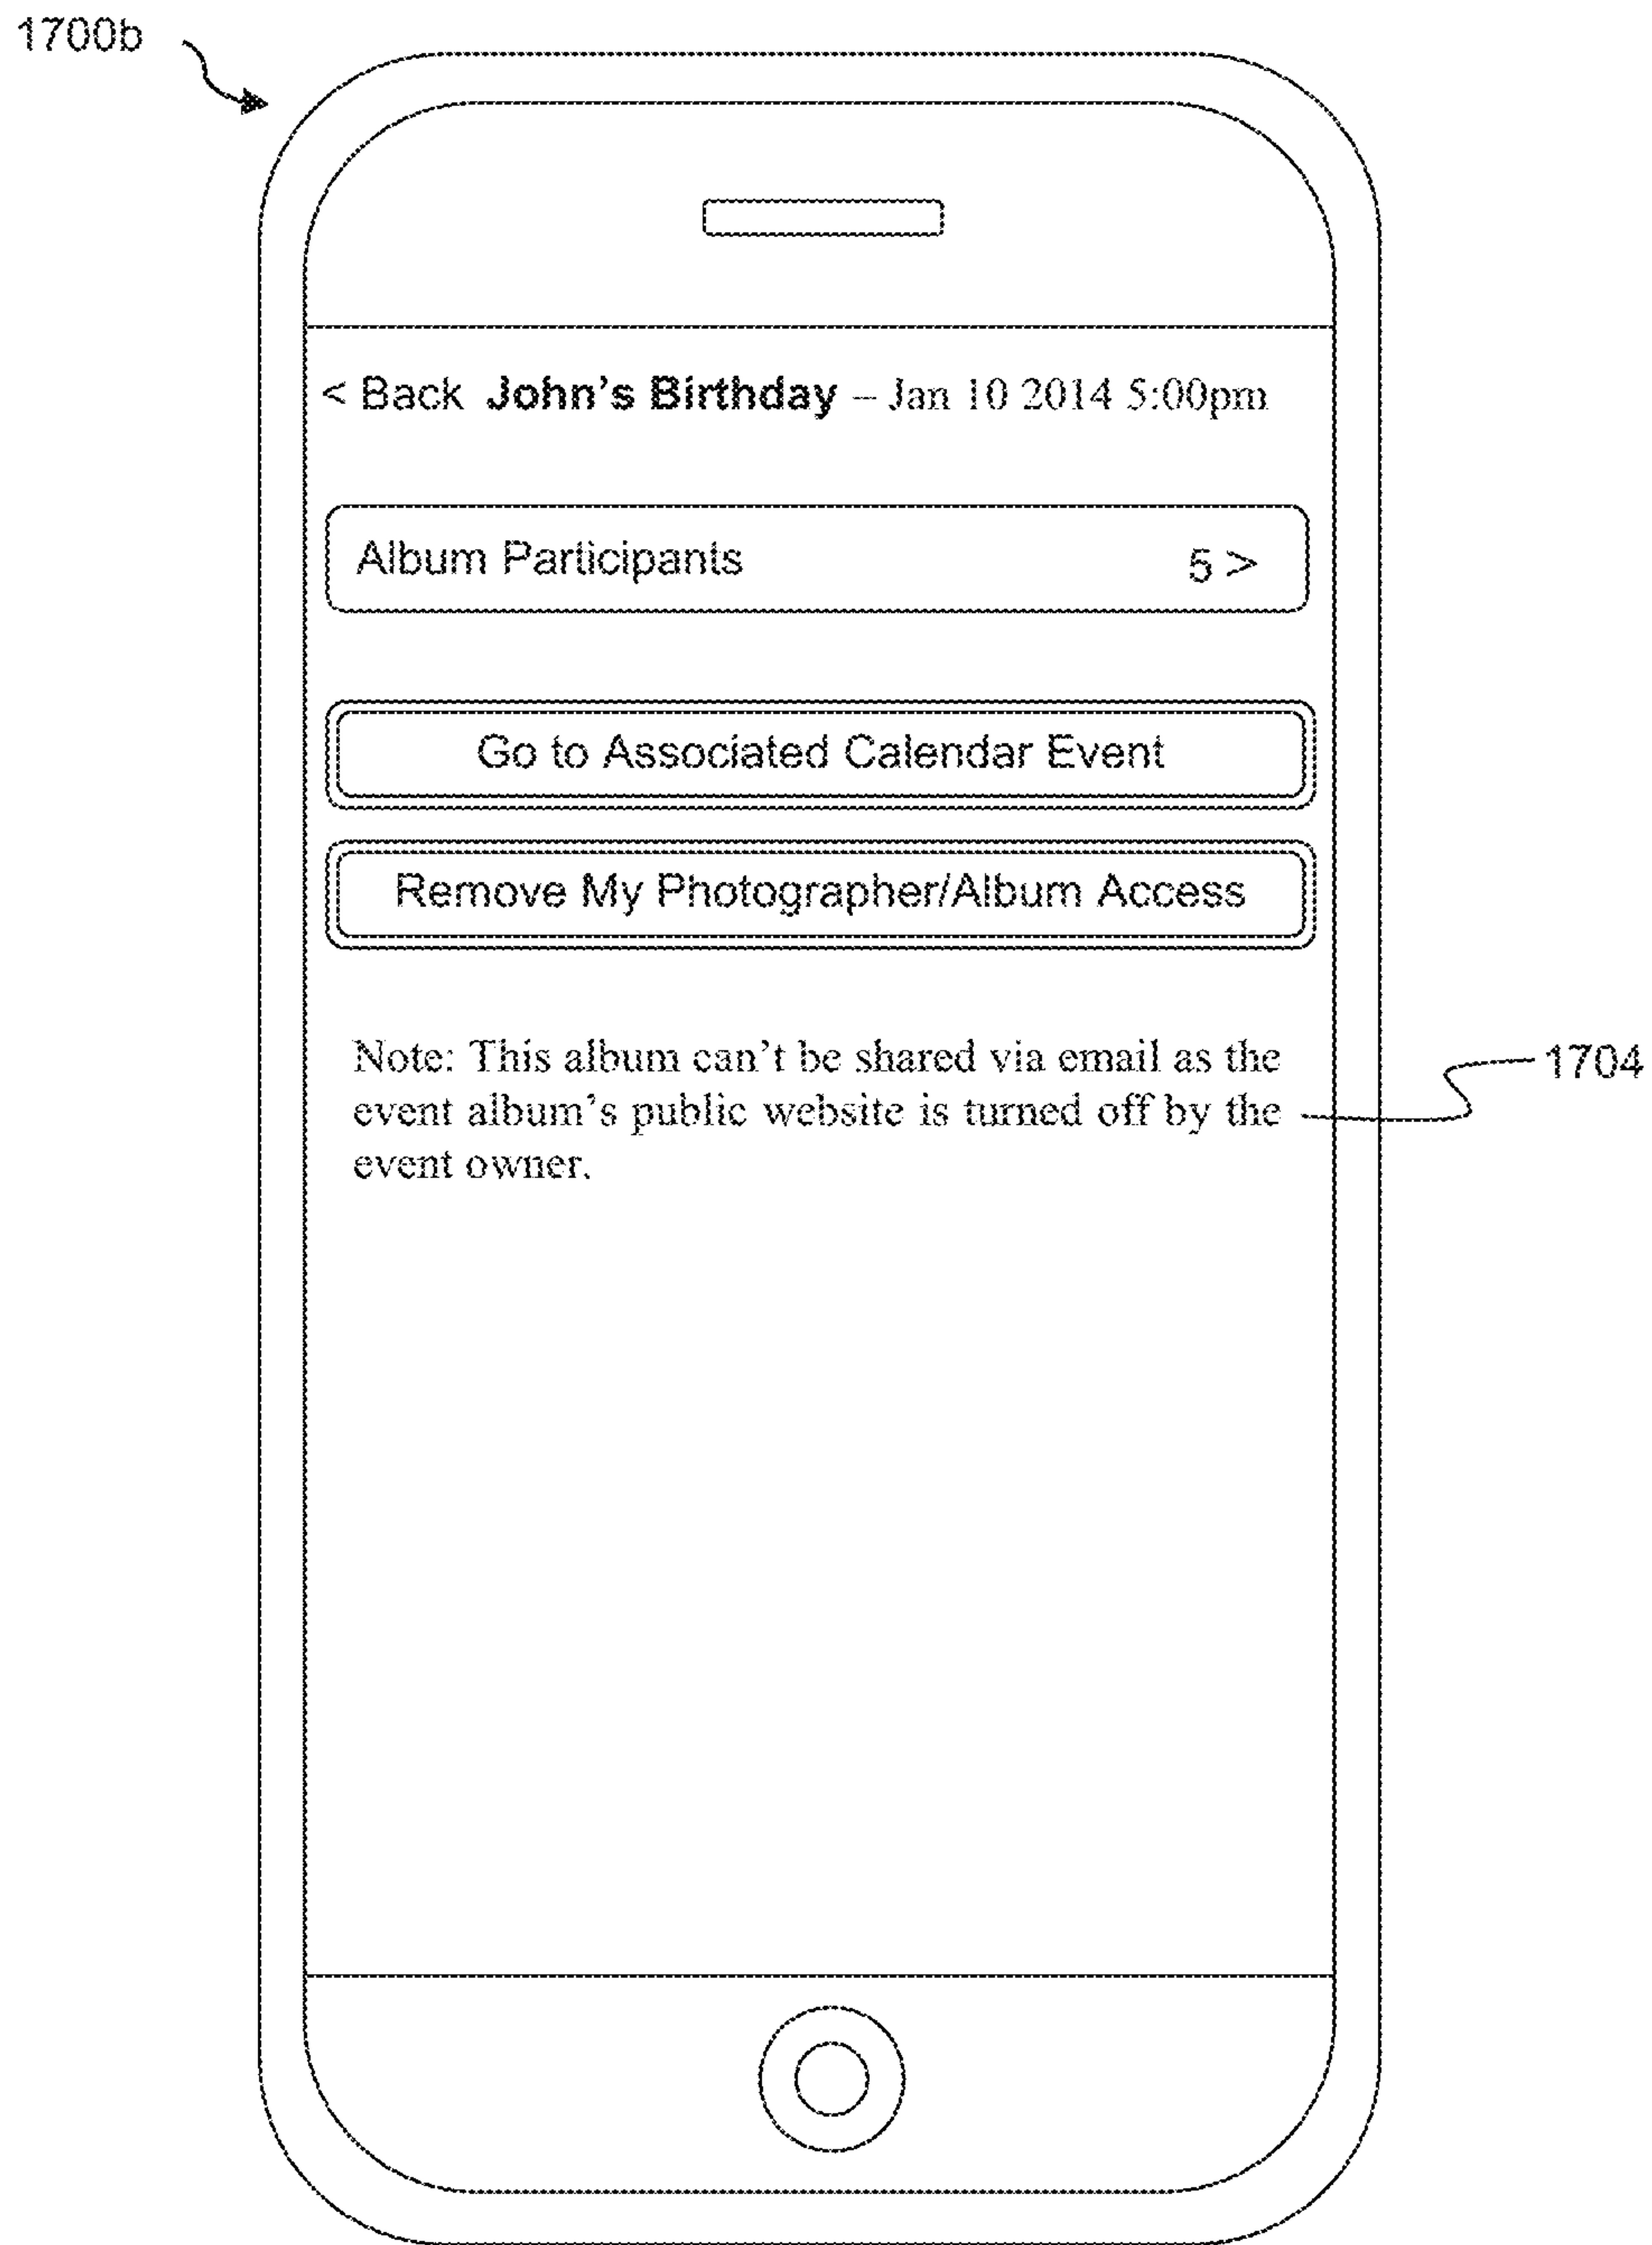 1700b
< Back John's Birthday – Jan 10 2014 5:00pm
Album Participants 5 >
Go to Associated Calendar Event
Remove My Photographer/Album Access
Note: This album can't be shared via email as the
event album's public website is turned off by the
event owner.
1704